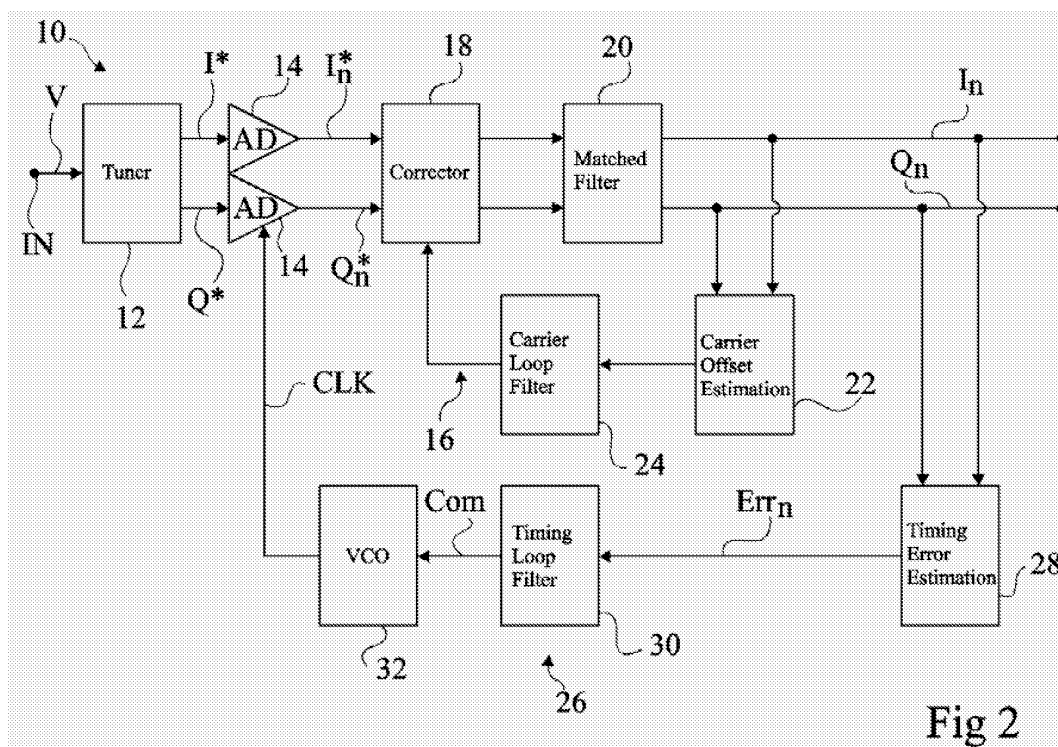 10
I*
14
I*n
18
20
In
V
AD
Tuner
Corrector
Matched
Filter
Qn
AD
IN
12
Q*
14
Q*n
Carrier
Loop
Filter
Carrier
Offset
Estimation
CLK
16
24
22
Com
Errn
VCO
Timing
Loop
Filter
Timing
Error
Estimation
28
32
30
26
Fig 2